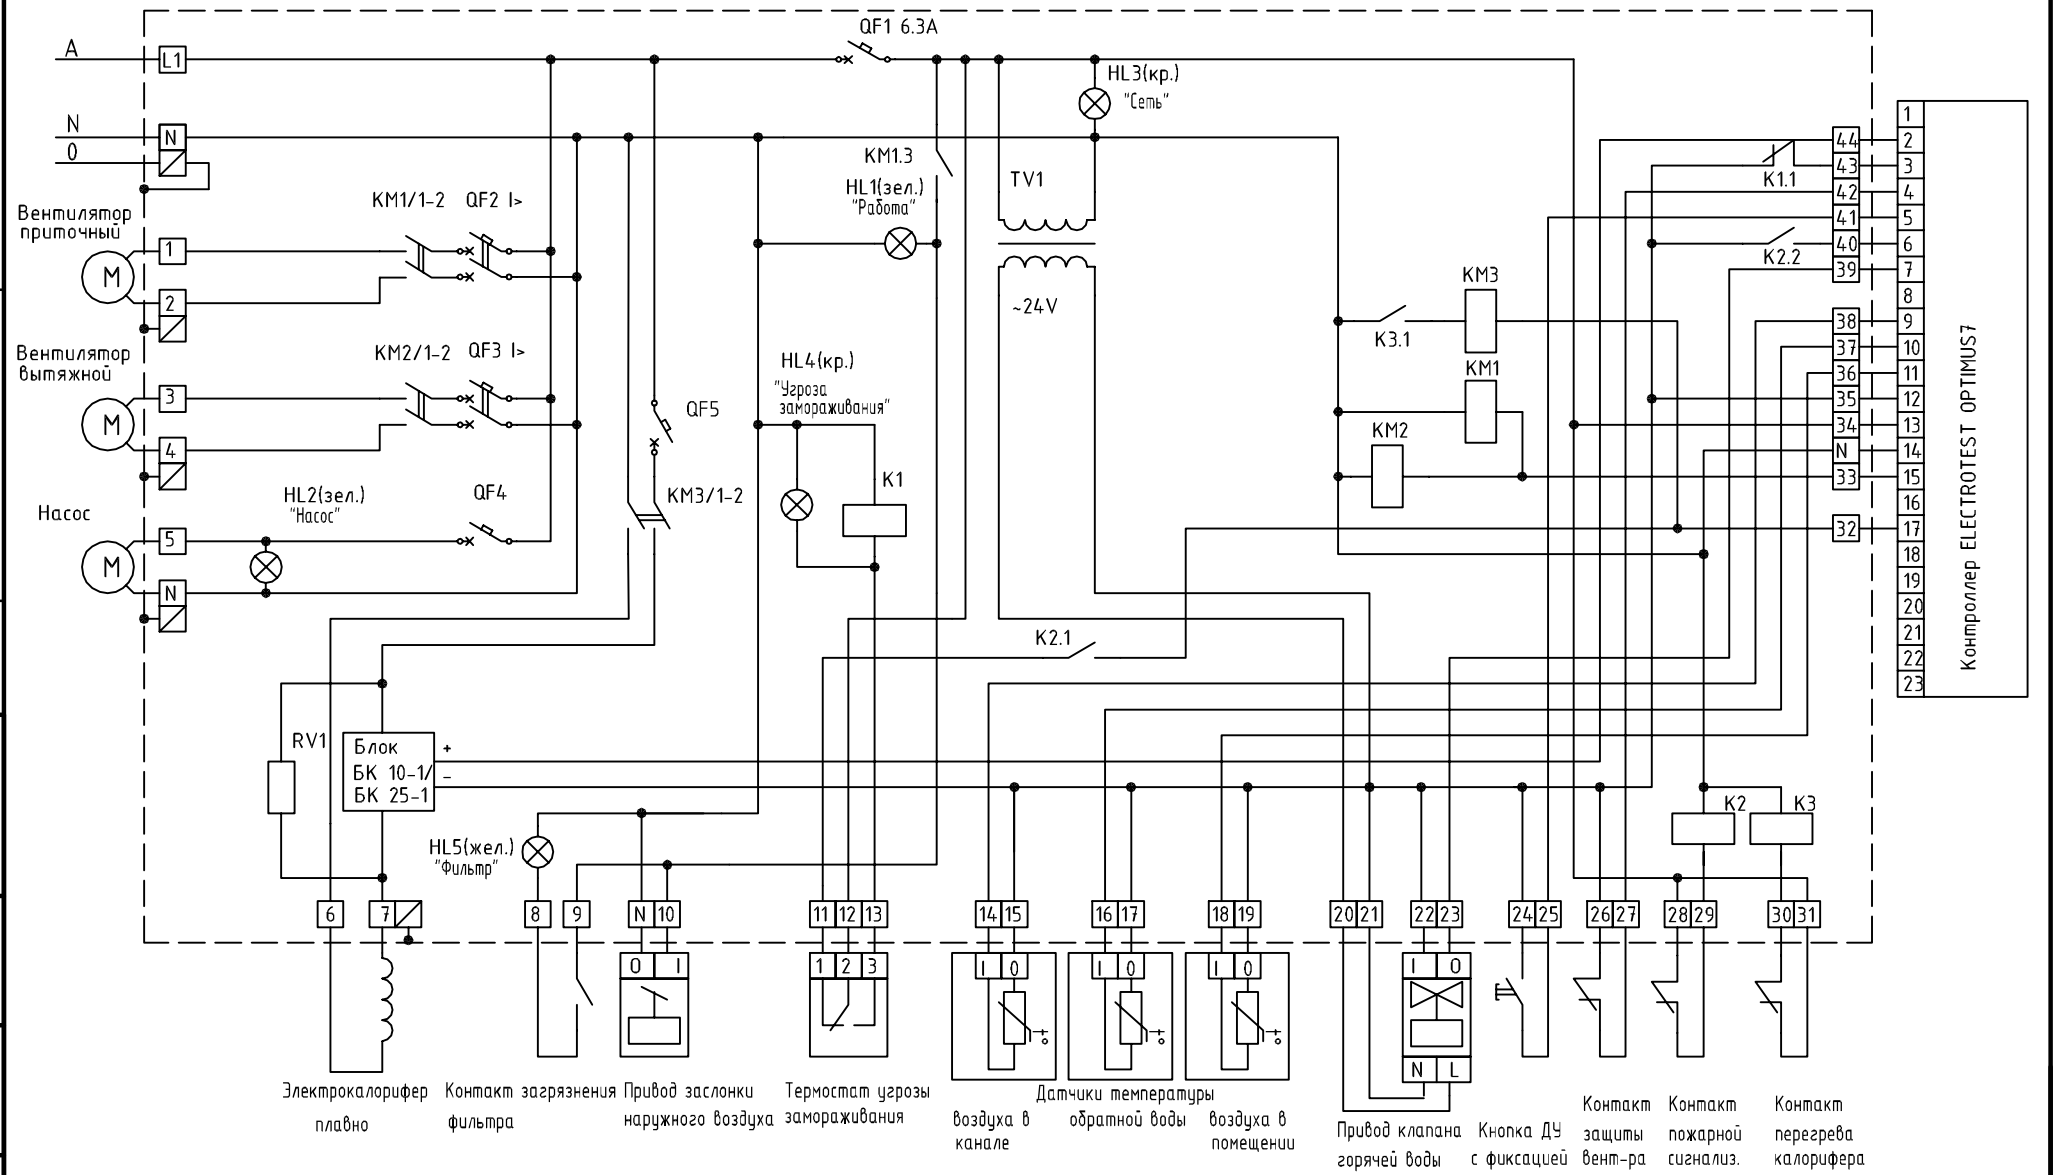 QF1 6.3A
A
L1
HL3(кр.)
"Сеть"
N
N
0
KM1.3
HL1(зел.)
"Работа"
TV1
~24V
KM1/1-2
QF2 I>
Вентилятор
приточный
M
1
2
KM2/1-2
QF3 I>
Вентилятор
вытяжной
M
3
4
HL2(зел.)
"Насос"
QF4
Насос
M
5
N
QF5
KM3/1-2
HL4(кр.)
"Угроза
замораживания"
K1
K1.1
K2.2
KM3
K3.1
KM1
KM2
K2.1
44
43
42
41
40
39
38
37
36
35
34
N
33
32
1
2
3
4
5
6
7
8
9
10
11
12
13
14
15
16
17
18
19
20
21
22
23
Контроллер ELECTROTEST OPTIMUS7
RV1
Блок
БК 10-1/
БК 25-1
+
-
HL5(жел.)
"Фильтр"
K2
K3
6
7
8
9
N
10
11
12
13
14
15
16
17
18
19
20
21
22
23
24
25
26
27
28
29
30
31
O
I
1
2
3
I
0
I
0
I
0
I
O
N
L
t°
t°
t°
Электрокалорифер
плавно
Контакт загрязнения
фильтра
Привод заслонки
наружного воздуха
Термостат угрозы
замораживания
Датчики температуры
воздуха в
канале
обратной воды
воздуха в
помещении
Привод клапана
горячей воды
Кнопка ДУ
с фиксацией
Контакт
защиты
вент-ра
Контакт
пожарной
сигнализ.
Контакт
перегрева
калорифера